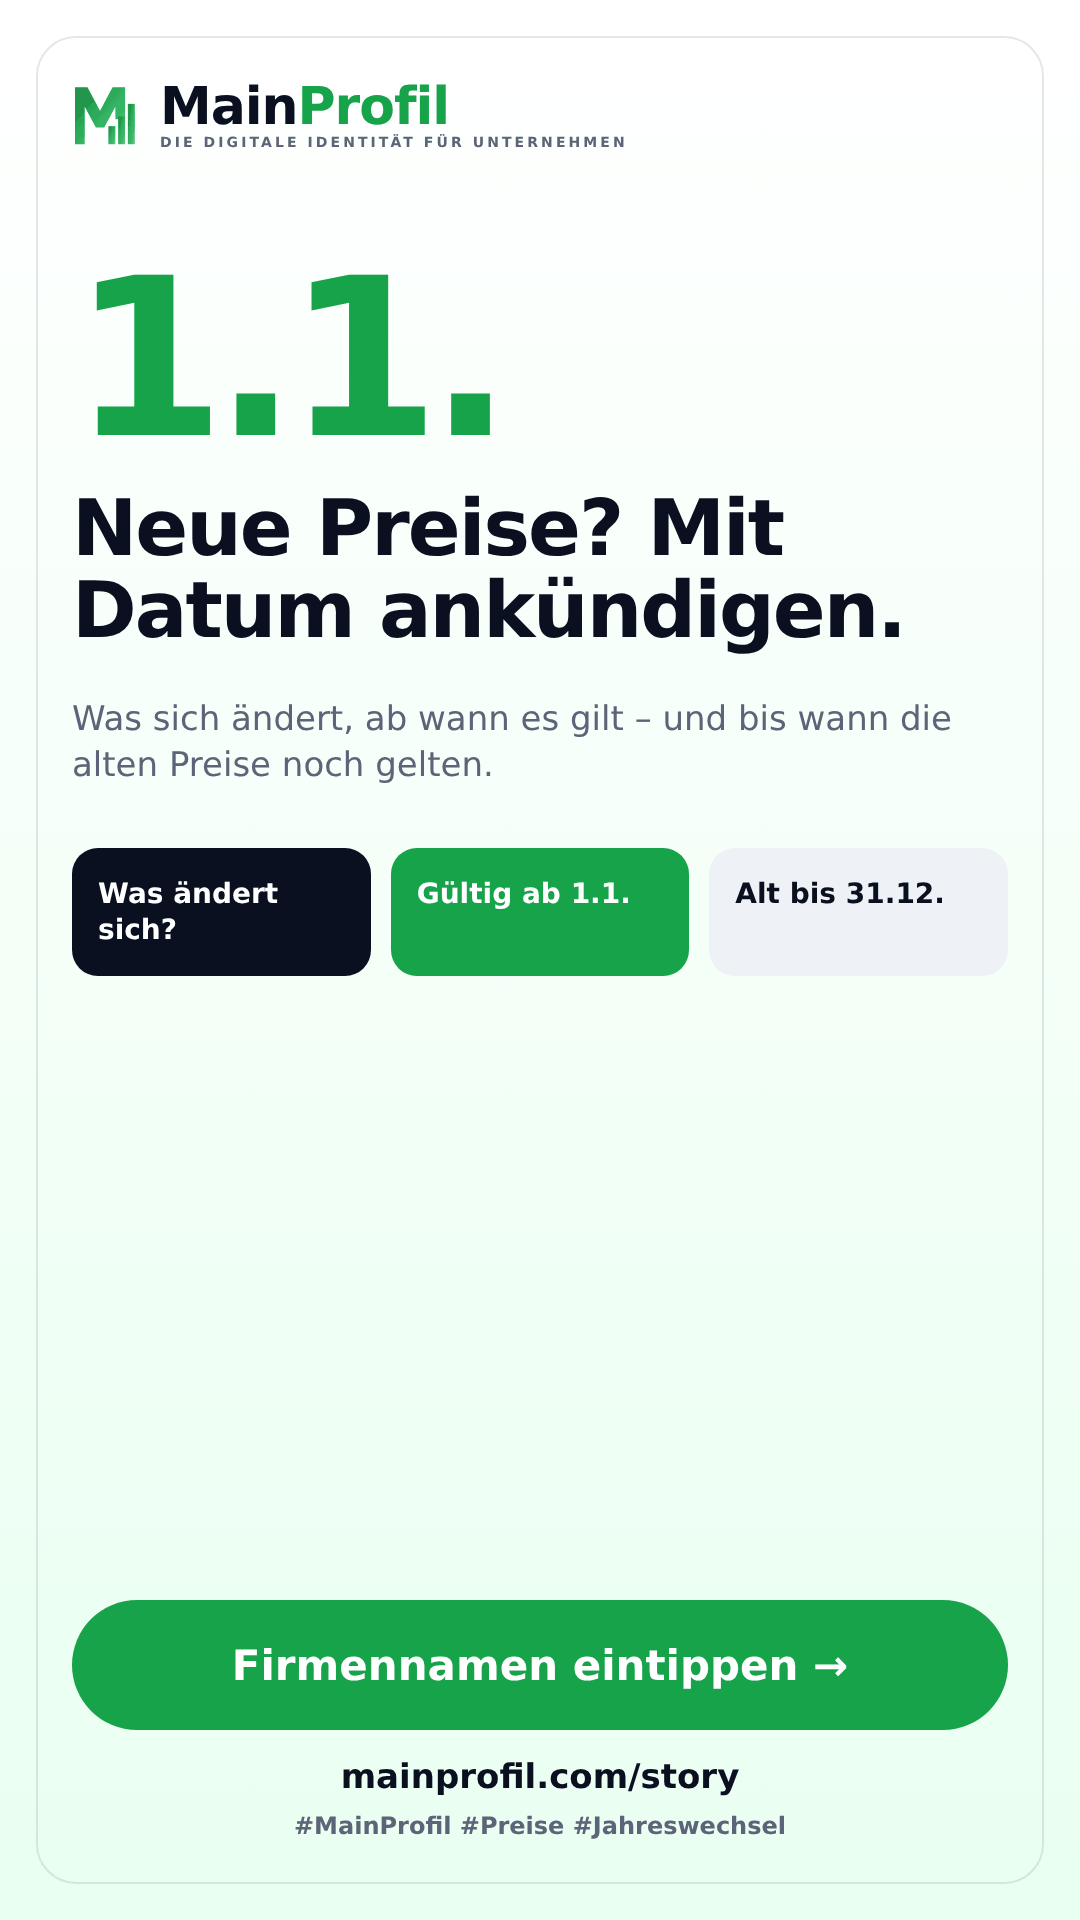 MainProfil
DIE DIGITALE IDENTITÄT FÜR UNTERNEHMEN
1.1.
Neue Preise? Mit
Datum ankündigen.
Was sich ändert, ab wann es gilt – und bis wann die
alten Preise noch gelten.
Was ändert
sich?
Gültig ab 1.1.
Alt bis 31.12.
Firmennamen eintippen →
mainprofil.com/story
#MainProfil #Preise #Jahreswechsel